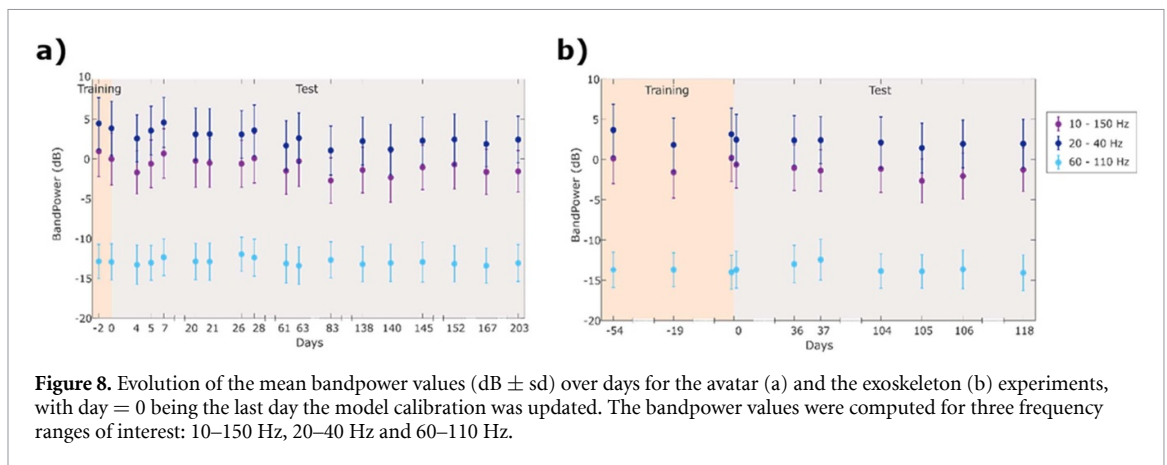 a)
10
Training
Test
5
0
-5
-10
-15
-20
BandPower (dB)
-2 0 4 5 7 20 21 26 28 61 63 83 138 140 145 152 167 203
Days
b)
10
Training
Test
5
0
-5
-10
-15
-20
BandPower (dB)
-54 -19 0 36 37 104 105 106 118
Days
10 - 150 Hz
20 - 40 Hz
60 - 110 Hz
Figure 8. Evolution of the mean bandpower values (dB ± sd) over days for the avatar (a) and the exoskeleton (b) experiments,
with day = 0 being the last day the model calibration was updated. The bandpower values were computed for three frequency
ranges of interest: 10–150 Hz, 20–40 Hz and 60–110 Hz.